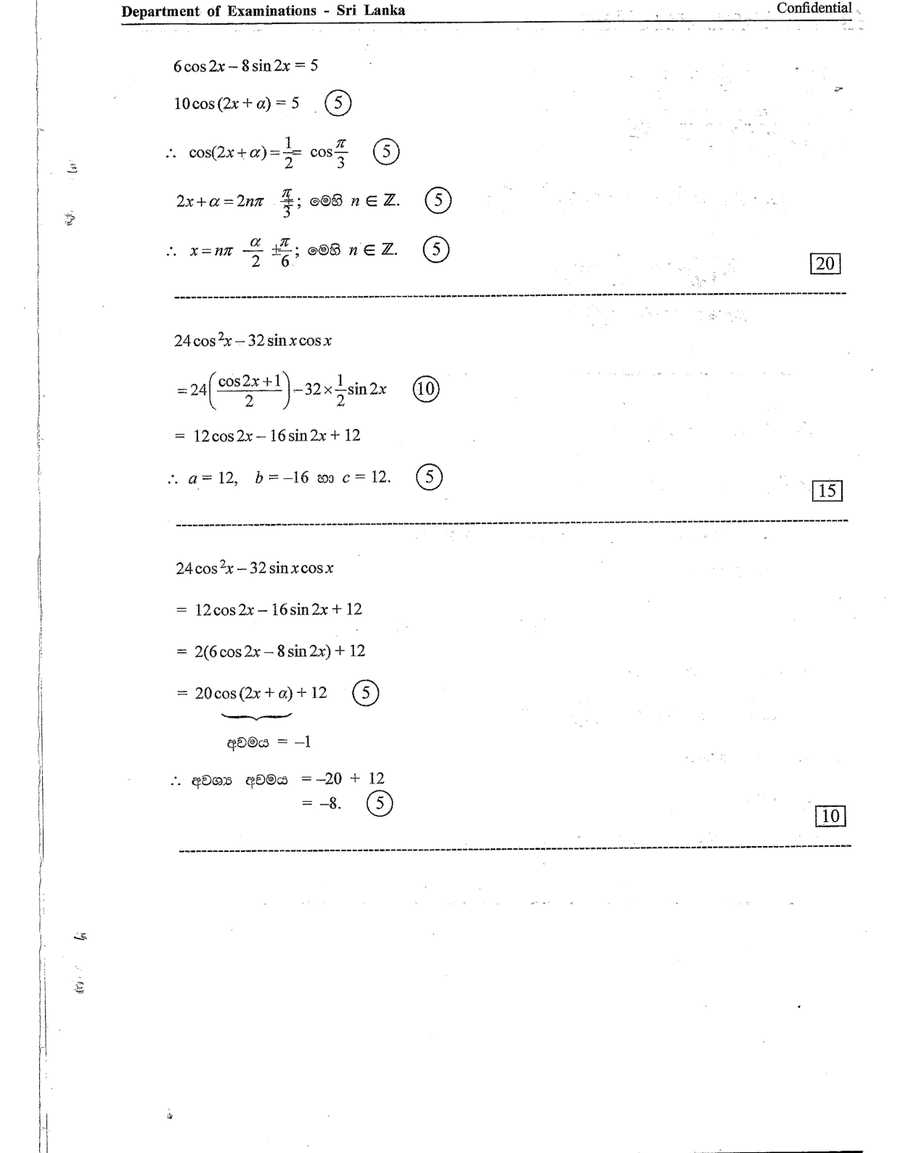 Department of Examinations - Sri Lanka Confidential
6 cos 2x – 8 sin 2x = 5
10 cos (2x + α) = 5 (5)
∴ cos(2x + α) = 1/2 = cos π/3 (5)
2x + α = 2nπ ± π/3 ; මෙහි n ∈ ℤ. (5)
∴ x = nπ – α/2 ± π/6 ; මෙහි n ∈ ℤ. (5)
20
24 cos²x – 32 sin x cos x
= 24((cos 2x + 1)/2) – 32 × 1/2 sin 2x (10)
= 12 cos 2x – 16 sin 2x + 12
∴ a = 12, b = –16 හා c = 12. (5)
15
24 cos²x – 32 sin x cos x
= 12 cos 2x – 16 sin 2x + 12
= 2(6 cos 2x – 8 sin 2x) + 12
= 20 cos (2x + α) + 12 (5)
අවමය = –1
∴ අවශ්‍ය අවමය = –20 + 12
= –8. (5)
10